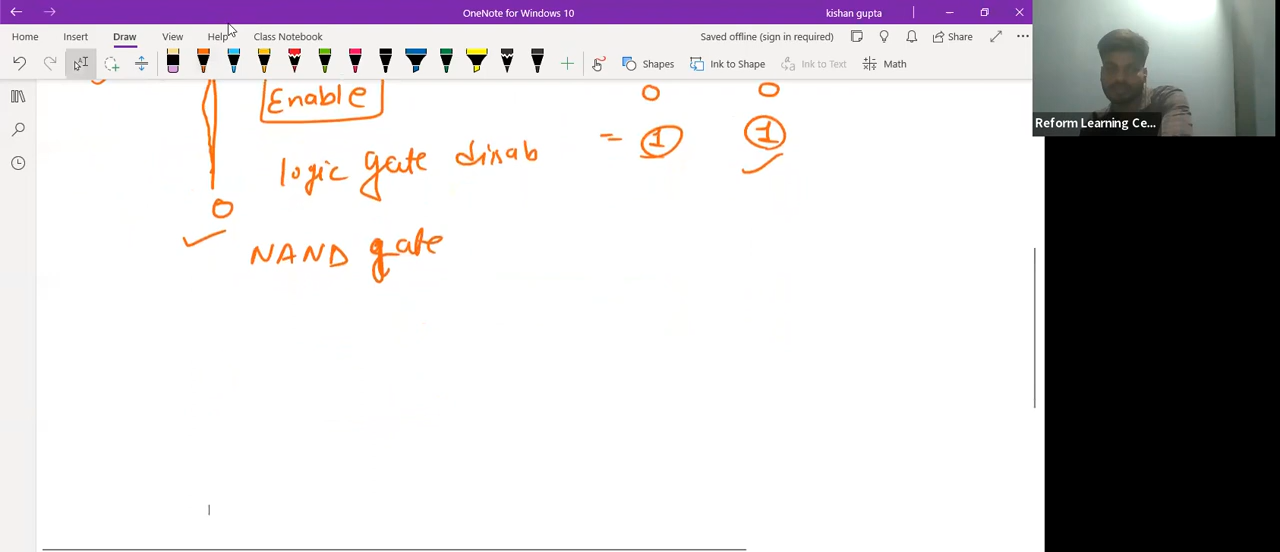 OneNote for Windows 10
kishan gupta
Home Insert Draw View Help Class Notebook
Saved offline (sign in required) Share
Shapes Ink to Shape Ink to Text Math
Reform Learning Ce...
Enable
0 0
= 1 1
logic gate disab
0
NAND gate